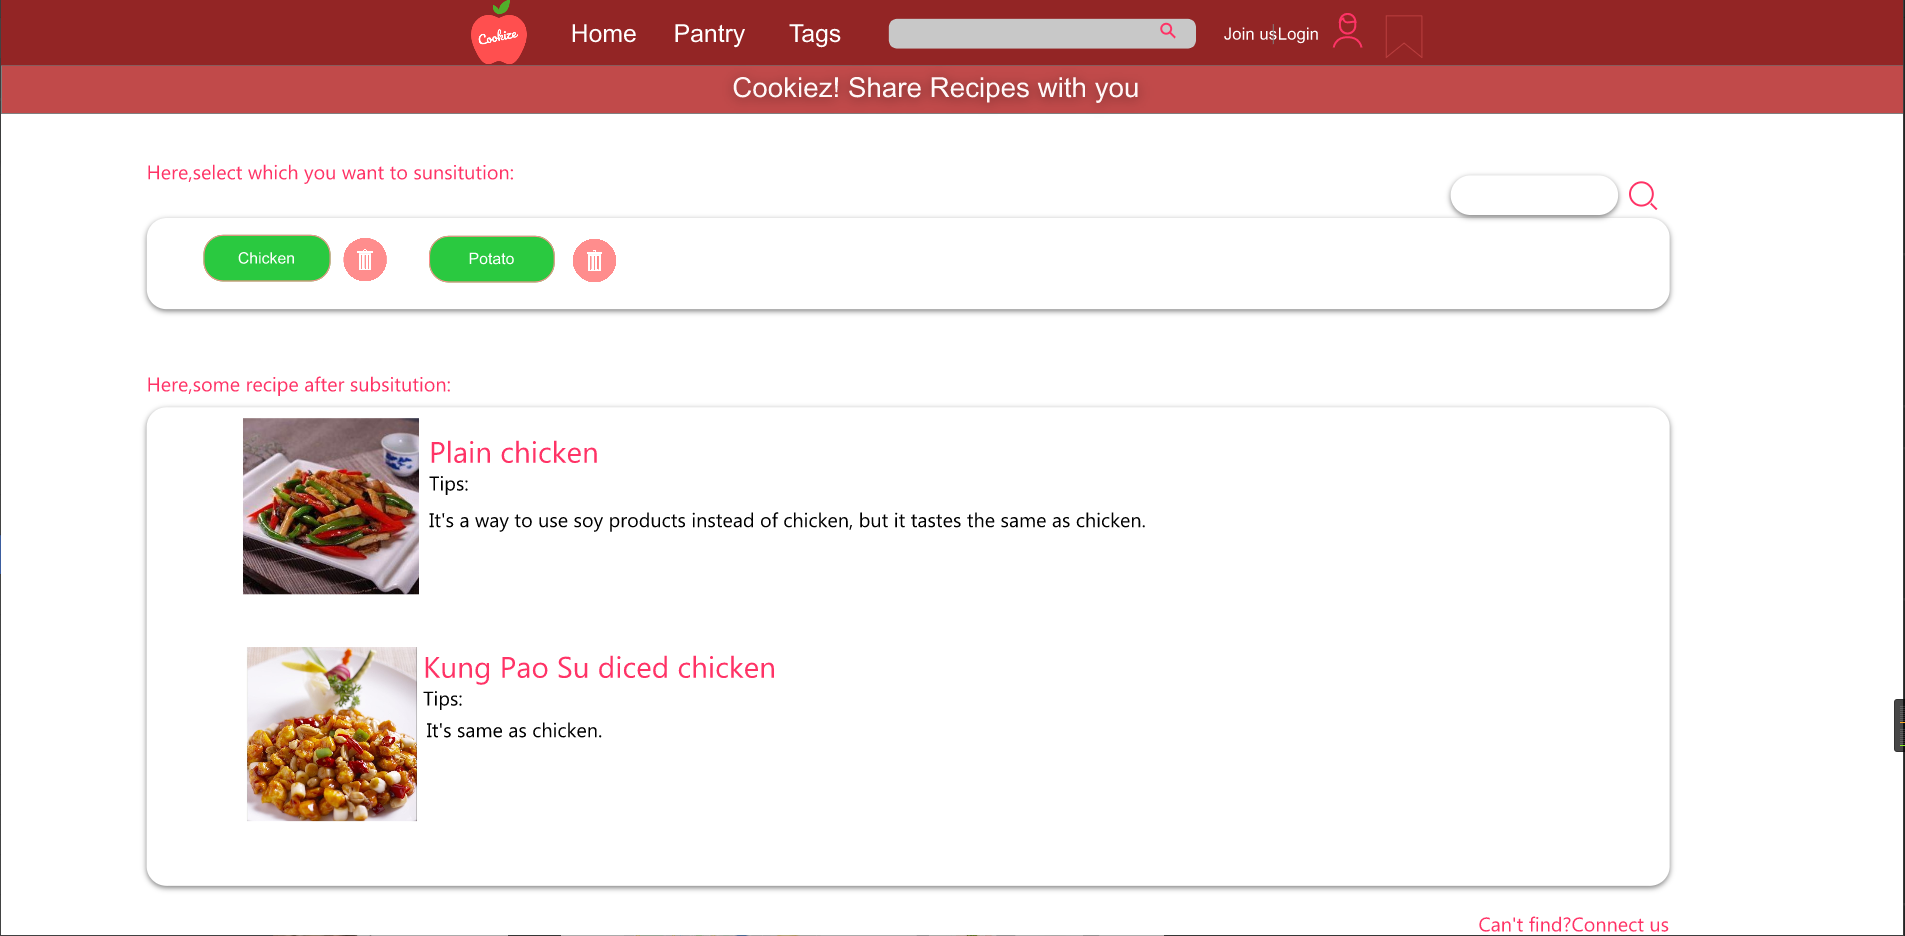 Cookize
Home Pantry Tags
Join us Login
Cookiez! Share Recipes with you
Here,select which you want to sunsitution:
Chicken Potato
Here,some recipe after subsitution:
Plain chicken
Tips:
It's a way to use soy products instead of chicken, but it tastes the same as chicken.
Kung Pao Su diced chicken
Tips:
It's same as chicken.
Can't find?Connect us